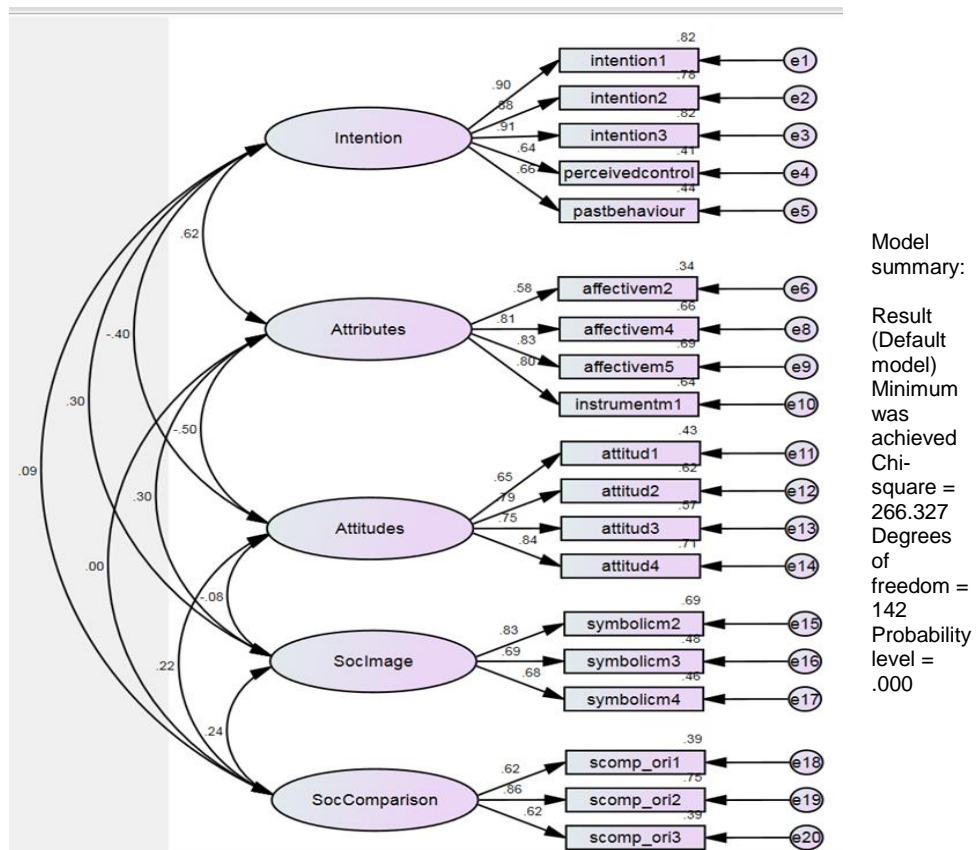 .82
intention1
e1
.90
.78
intention2
e2
.88
.82
.91
intention3
e3
Intention
.64
.41
perceivedcontrol
e4
.66
.44
pastbehaviour
e5
.62
.34
.58
affectivem2
e6
.66
.81
affectivem4
e8
Attributes
.83
.69
affectivem5
e9
-.40
.80
.64
instrumentm1
e10
.30
-.50
.43
attitud1
e11
.65
.62
.09
.79
attitud2
e12
.30
.57
Attitudes
.75
attitud3
e13
.84
.71
attitud4
e14
.00
-.08
.69
.83
symbolicm2
e15
.48
.22
SocImage
.69
symbolicm3
e16
.68
.46
symbolicm4
e17
.24
.39
.62
scomp_ori1
e18
.75
.86
SocComparison
scomp_ori2
e19
.62
.39
scomp_ori3
e20
Model
summary:
Result
(Default
model)
Minimum
was
achieved
Chi-
square =
266.327
Degrees
of
freedom =
142
Probability
level =
.000